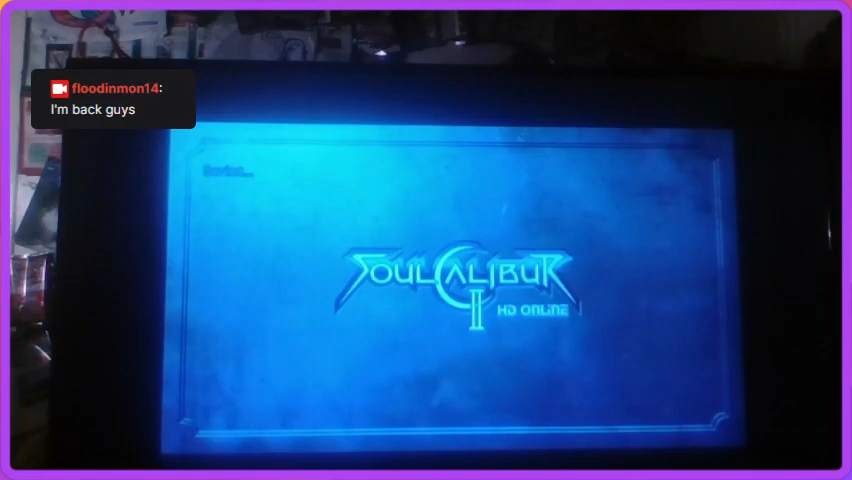 floodinmon14:
I'm back guys
SOULCALIBUR
II
HD ONLINE